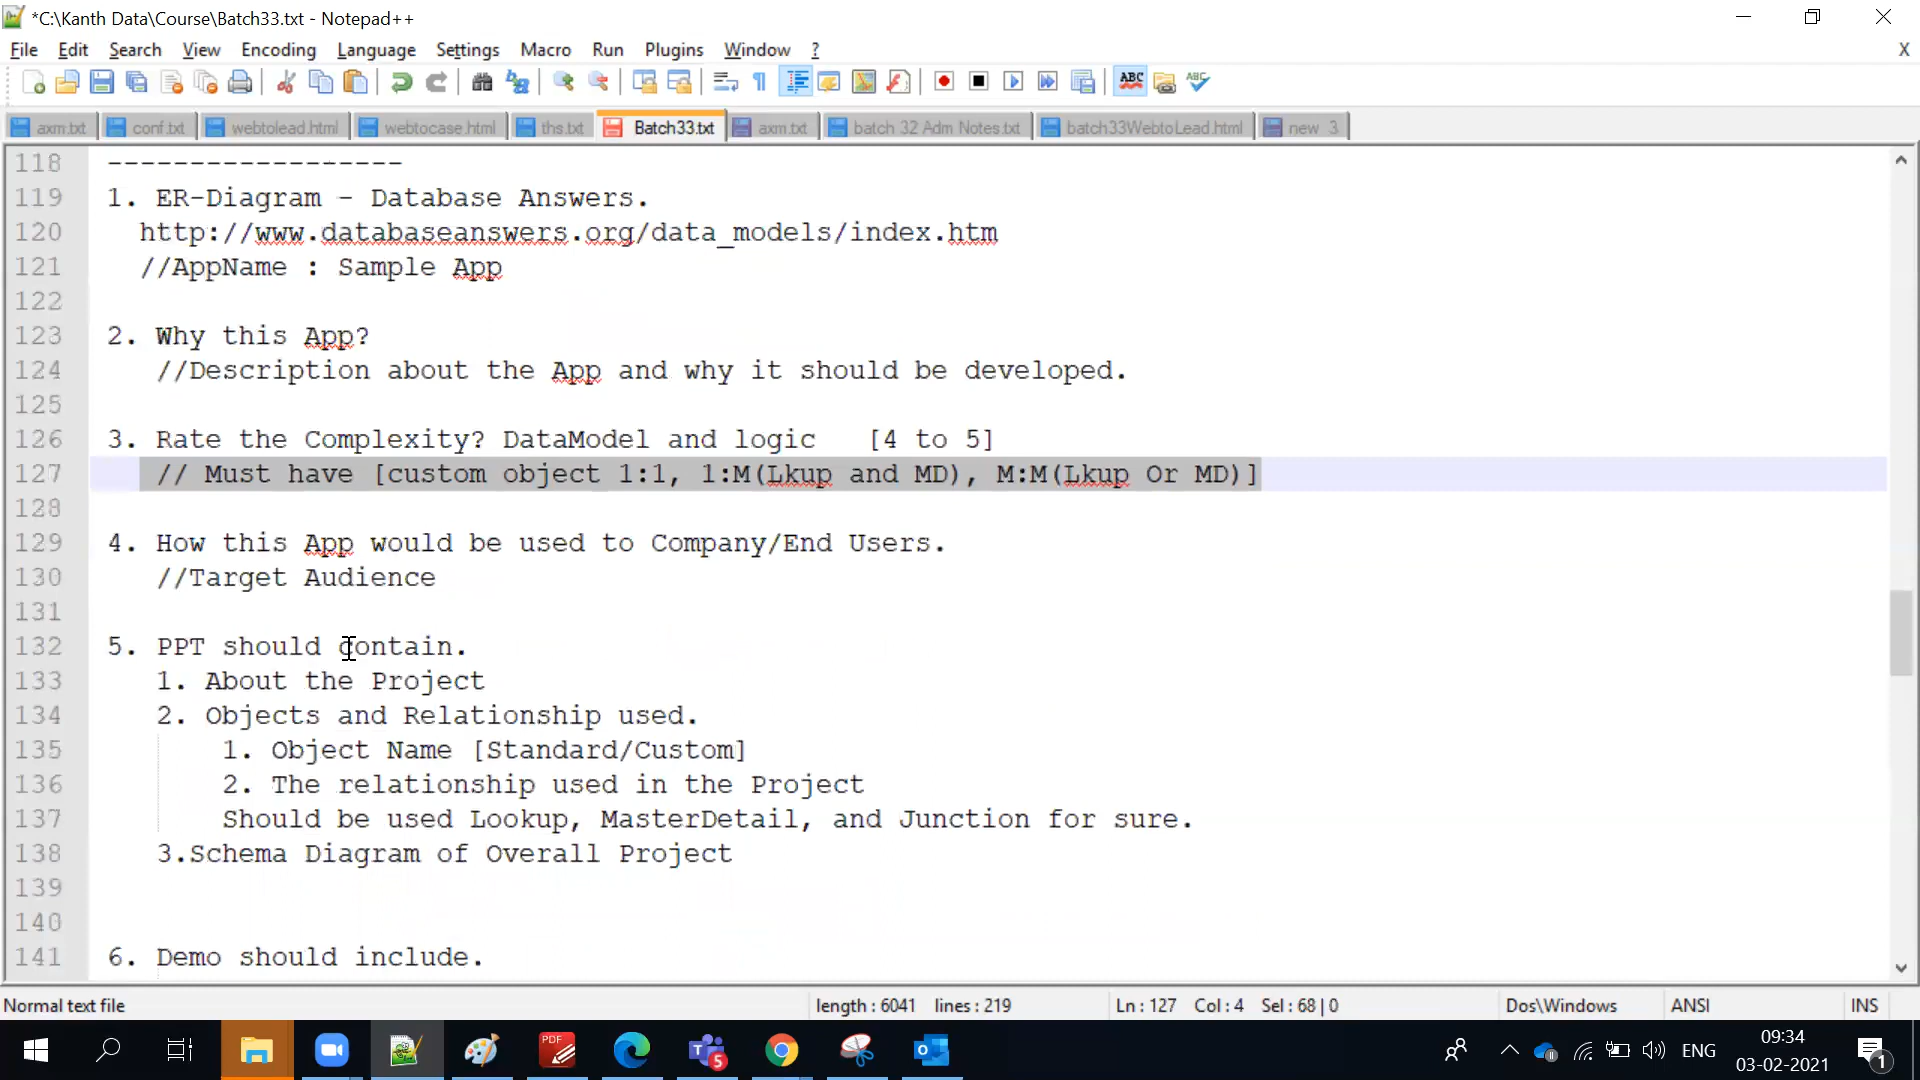 *C:\Kanth Data\Course\Batch33.txt - Notepad++
File Edit Search View Encoding Language Settings Macro Run Plugins Window ? X
ABC ABC
axm.txt conf.txt webtolead.html webtocase.html ths.txt Batch33.txt axm.txt batch 32 Adm Notes.txt batch33WebtoLead.html new 3
118 ------------------
119 1. ER-Diagram - Database Answers.
120 http://www.databaseanswers.org/data_models/index.htm
121 //AppName : Sample App
122
123 2. Why this App?
124 //Description about the App and why it should be developed.
125
126 3. Rate the Complexity? DataModel and logic [4 to 5]
127 // Must have [custom object 1:1, 1:M(Lkup and MD), M:M(Lkup Or MD)]
128
129 4. How this App would be used to Company/End Users.
130 //Target Audience
131
132 5. PPT should contain.
133 1. About the Project
134 2. Objects and Relationship used.
135 1. Object Name [Standard/Custom]
136 2. The relationship used in the Project
137 Should be used Lookup, MasterDetail, and Junction for sure.
138 3.Schema Diagram of Overall Project
139
140
141 6. Demo should include.
Normal text file length : 6041 lines : 219 Ln : 127 Col : 4 Sel : 68 | 0 Dos\Windows ANSI INS
PDF 5 ENG 09:34
03-02-2021 1